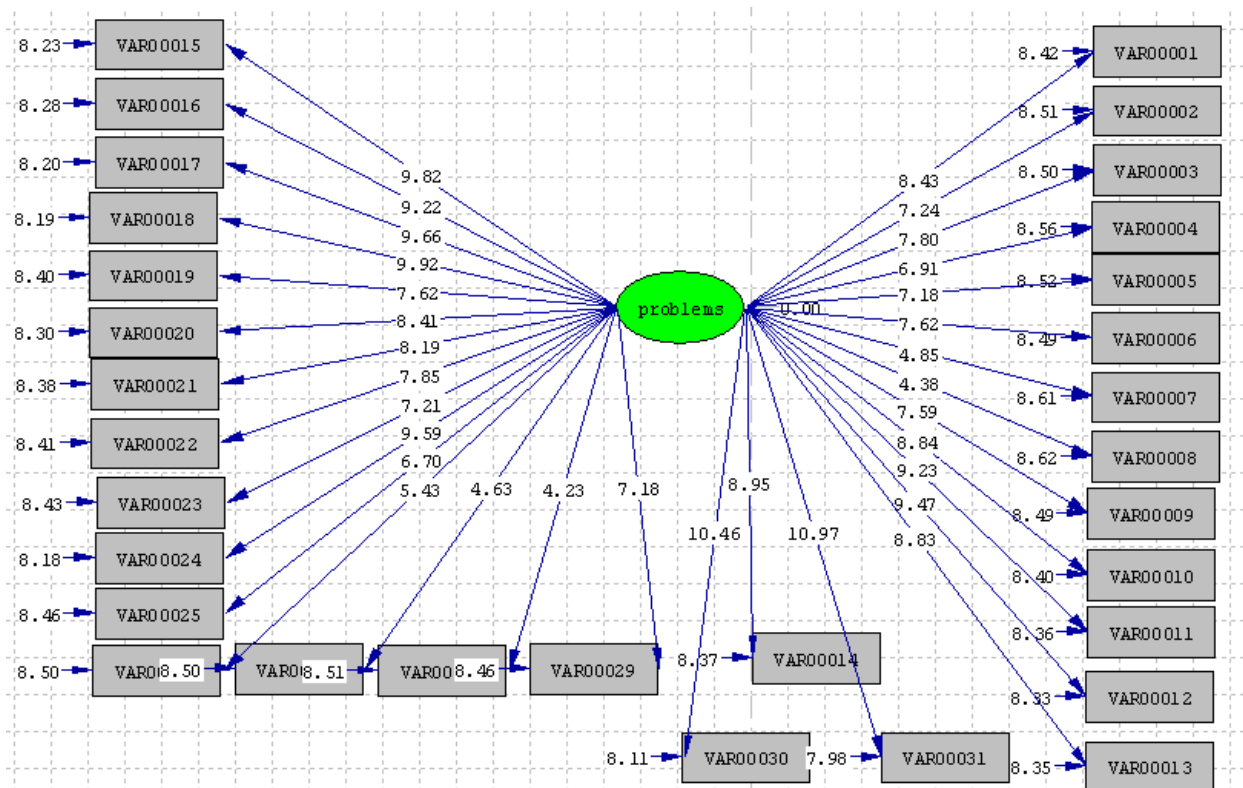 8.23 VAR00015
8.42 VAR00001
8.28 VAR00016
8.51 VAR00002
8.20 VAR00017
8.50 VAR00003
8.19 VAR00018
8.56 VAR00004
8.40 VAR00019
8.52 VAR00005
8.30 VAR00020
8.49 VAR00006
8.38 VAR00021
8.61 VAR00007
8.41 VAR00022
8.62 VAR00008
8.43 VAR00023
8.49 VAR00009
8.18 VAR00024
8.40 VAR00010
8.46 VAR00025
8.36 VAR00011
9.82
9.22
9.66
9.92
7.62
8.41
8.19
7.85
7.21
9.59
6.70
5.43
4.63
4.23
7.18
problems
0.00
8.43
7.24
7.80
6.91
7.18
7.62
4.85
4.38
7.59
8.84
9.23
9.47
8.83
8.95
10.46
10.97
8.50 VAR0
8.50 VAR0
8.51 VAR00
8.46 VAR00029
8.37 VAR00014
8.33 VAR00012
8.11 VAR00030
7.98 VAR00031
8.35 VAR00013